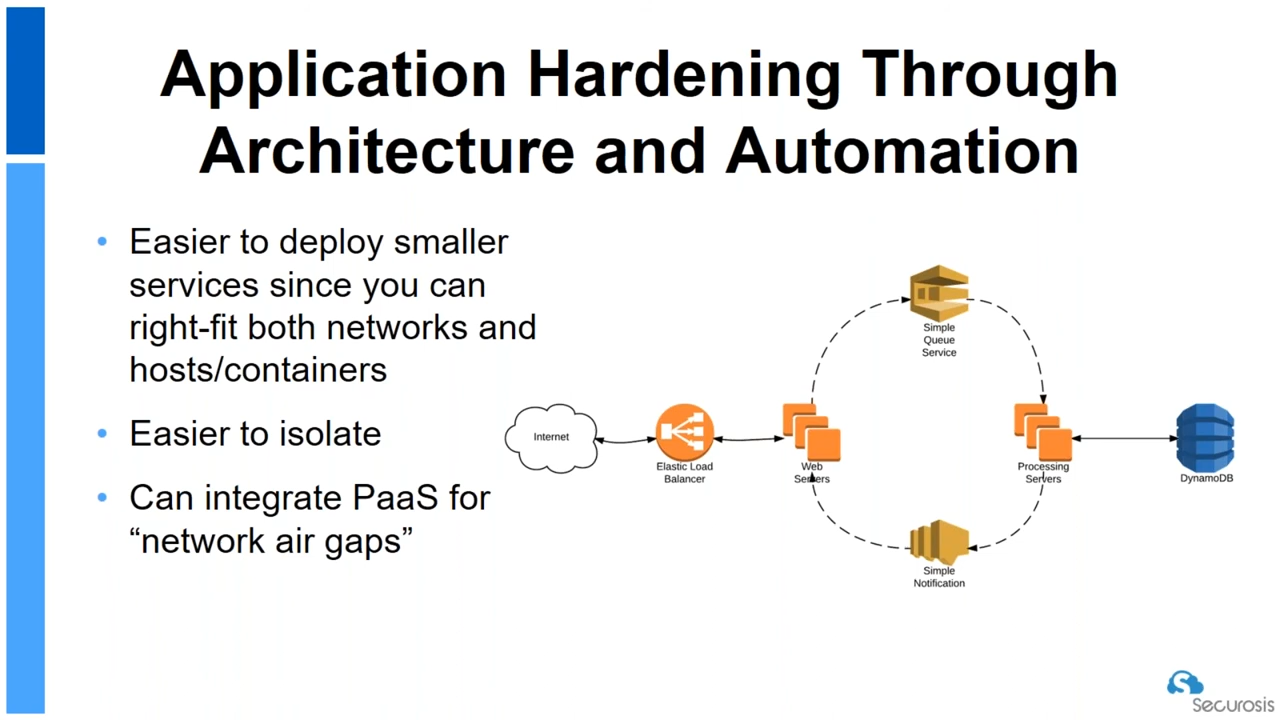 Application Hardening Through
Architecture and Automation
• Easier to deploy smaller
services since you can
right-fit both networks and
hosts/containers
• Easier to isolate
• Can integrate PaaS for
“network air gaps”
Internet
Elastic Load
Balancer
Web
Servers
Simple
Queue
Service
Processing
Servers
DynamoDB
Simple
Notification
Securosis